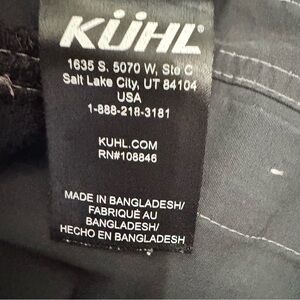 KÜHL
1635 S. 5070 W, Ste C
Salt Lake City, UT 84104
USA
1-888-218-3181
KUHL.COM
RN#108846
MADE IN BANGLADESH/
FABRIQUÉ AU
BANGLADESH/
HECHO EN BANGLADESH